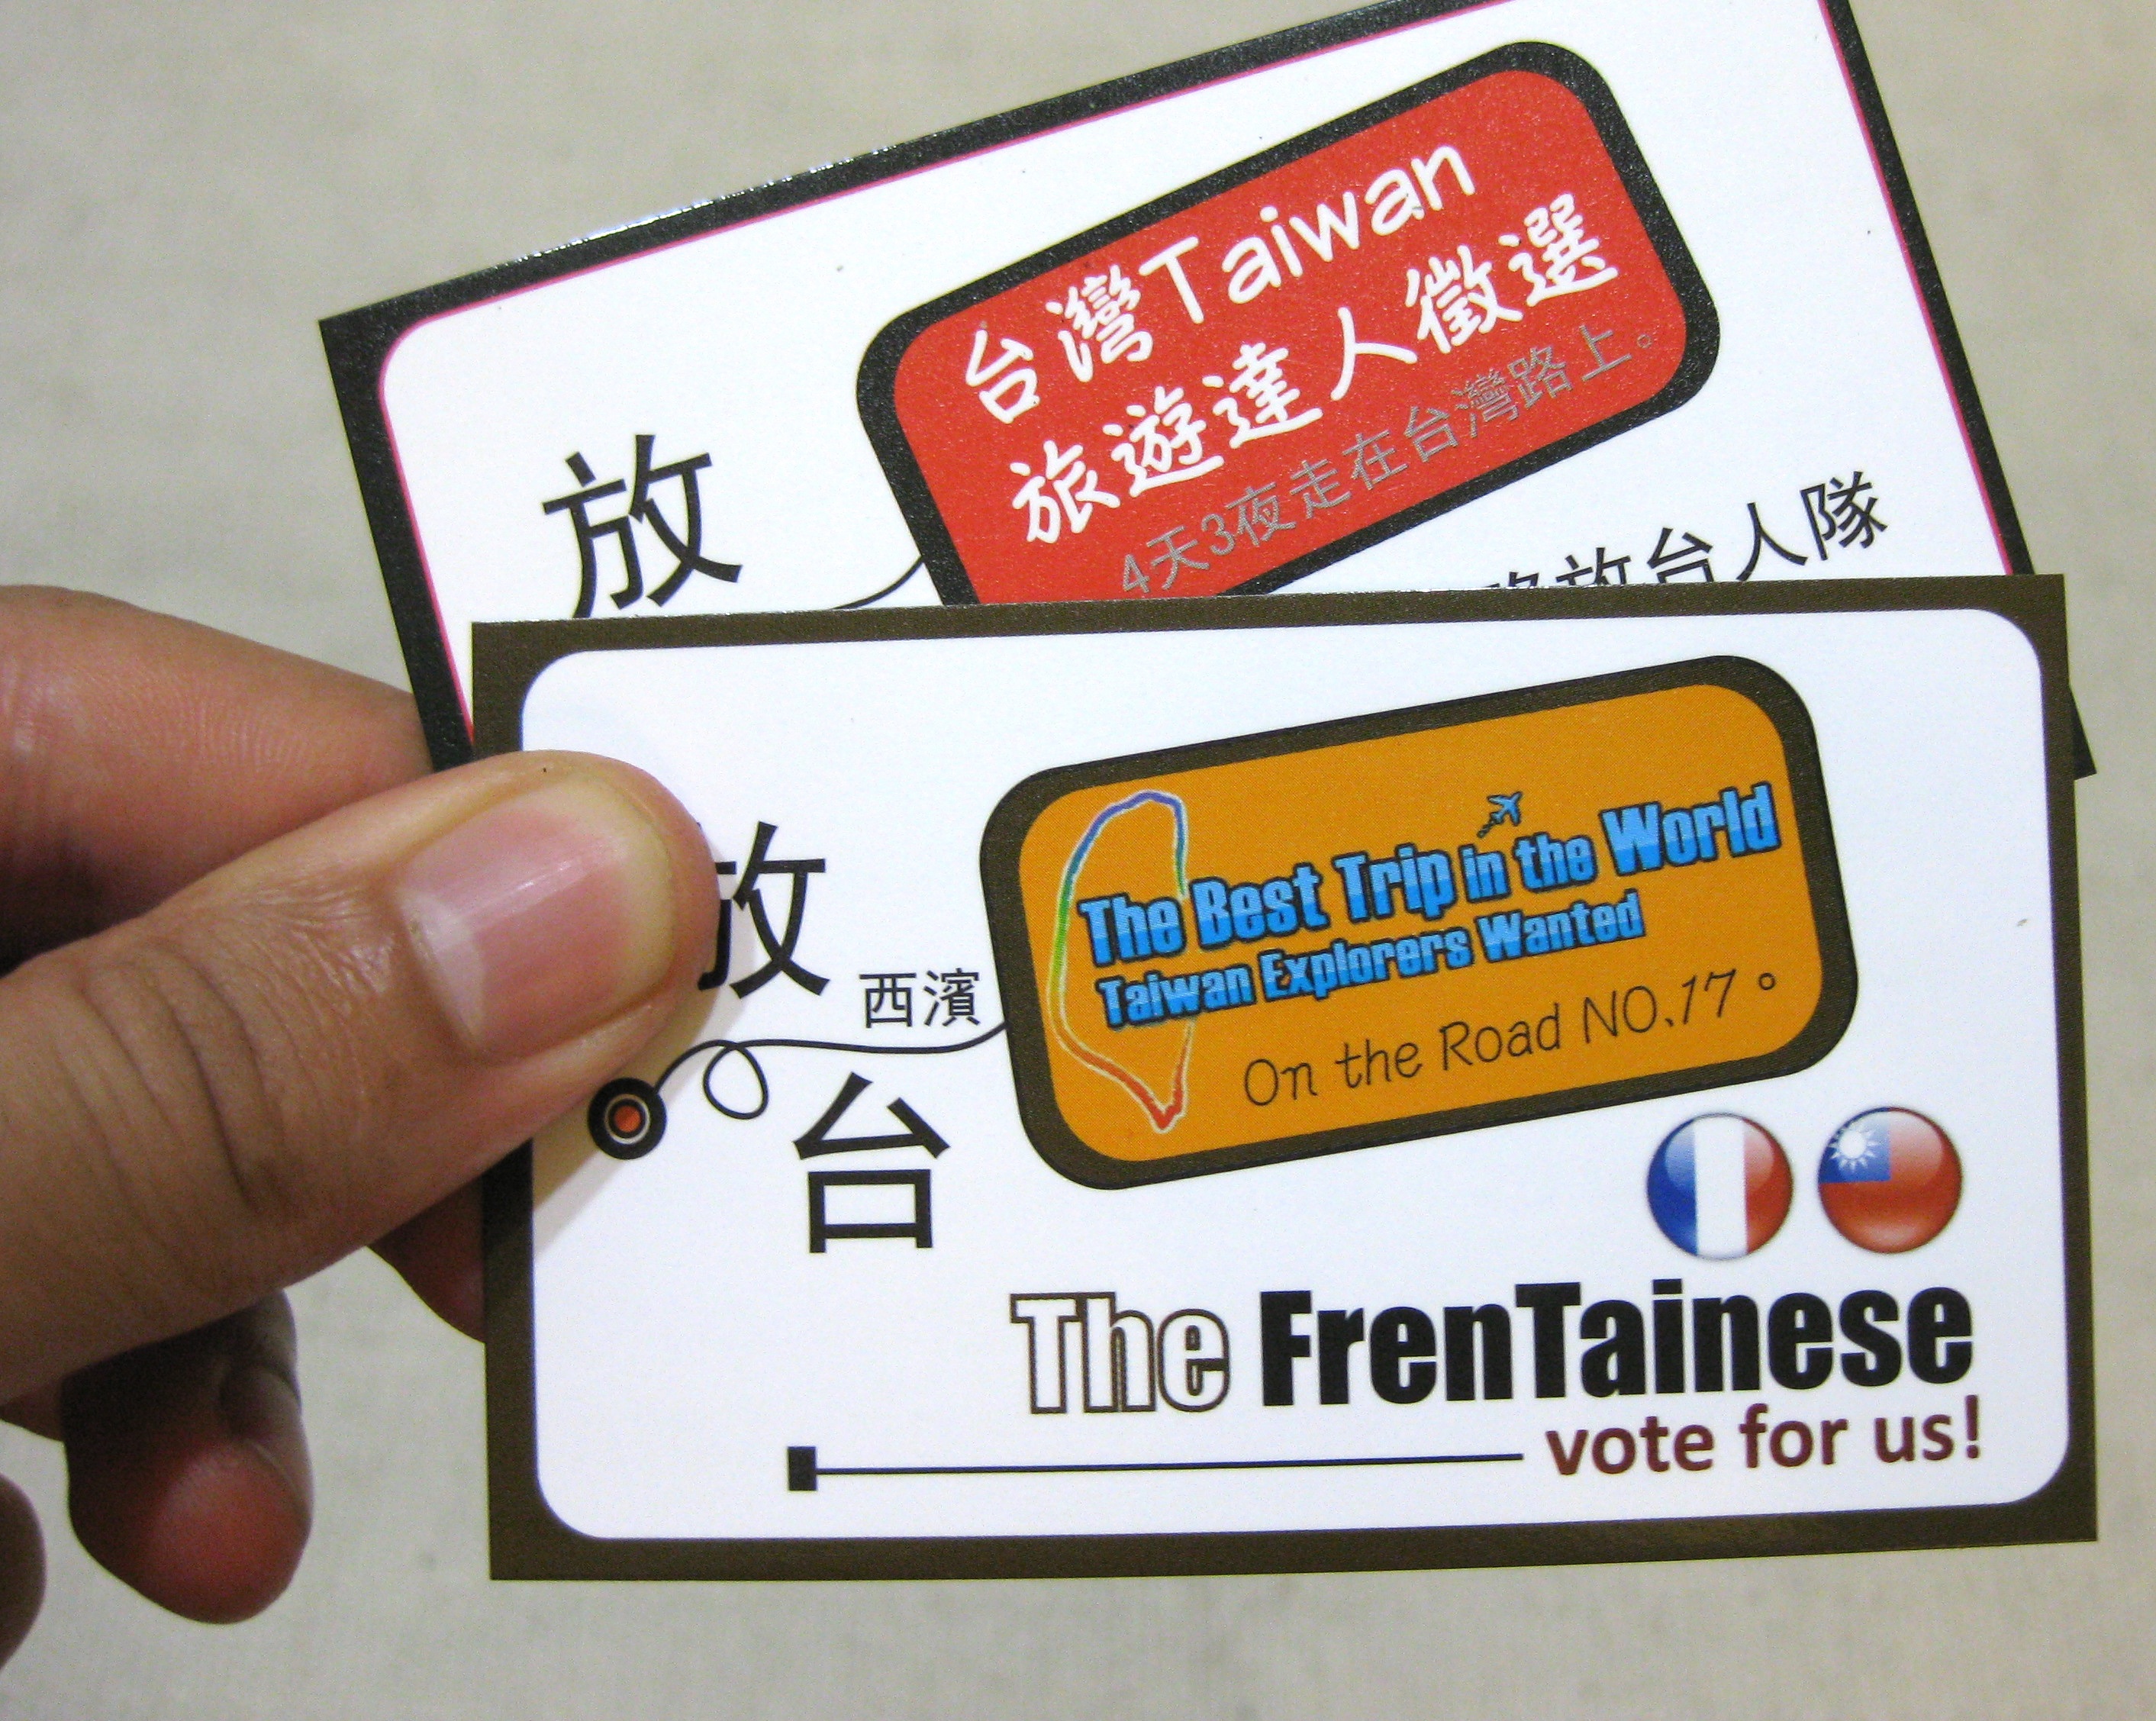 台灣Taiwan
旅遊達人徵選
4天3夜走在台灣路上。
放
放台人隊
The Best Trip in the World
Taiwan Explorers Wanted
On the Road NO.17。
放
西濱
台
The FrenTainese
vote for us!